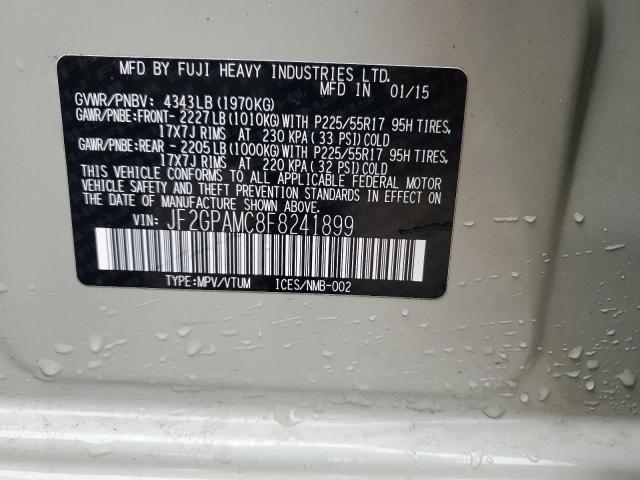 MFD BY FUJI HEAVY INDUSTRIES LTD.
MFD IN 01/15
GVWR/PNBV: 4343LB(1970KG)
GAWR/PNBE:FRONT- 2227LB(1010KG)WITH P225/55R17 95H TIRES,
17X7J RIMS AT 230 KPA(33 PSI)COLD
GAWR/PNBE:REAR - 2205LB(1000KG)WITH P225/55R17 95H TIRES,
17X7J RIMS AT 220 KPA(32 PSI)COLD
THIS VEHICLE CONFORMS TO ALL APPLICABLE FEDERAL MOTOR
VEHICLE SAFETY AND THEFT PREVENTION STANDARDS IN EFFECT
ON THE DATE OF MANUFACTURE SHOWN ABOVE.
VIN: JF2GPAMC8F8241899
TYPE:MPV/VTUM ICES/NMB-002